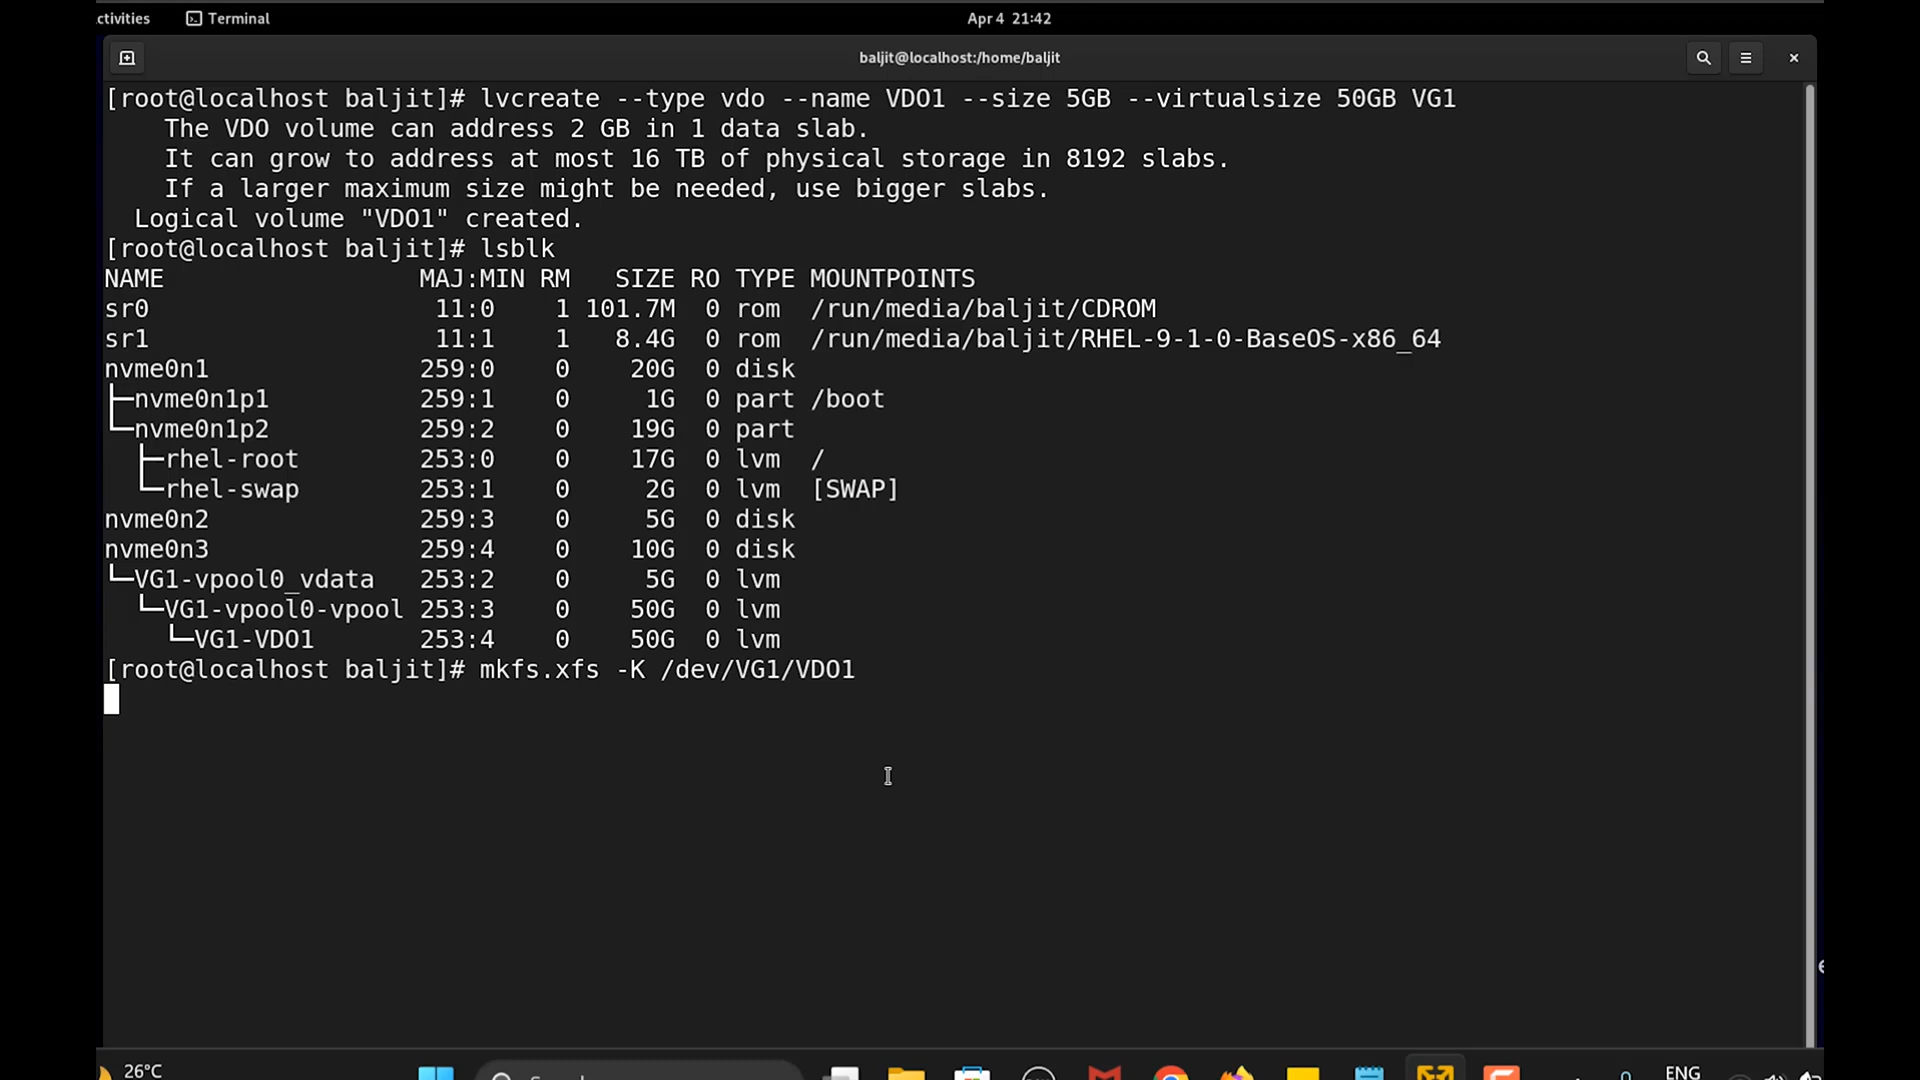 ctivities Terminal Apr 4 21:42
baljit@localhost:/home/baljit
[root@localhost baljit]# lvcreate --type vdo --name VDO1 --size 5GB --virtualsize 50GB VG1
The VDO volume can address 2 GB in 1 data slab.
It can grow to address at most 16 TB of physical storage in 8192 slabs.
If a larger maximum size might be needed, use bigger slabs.
Logical volume "VDO1" created.
[root@localhost baljit]# lsblk
NAME MAJ:MIN RM SIZE RO TYPE MOUNTPOINTS
sr0 11:0 1 101.7M 0 rom /run/media/baljit/CDROM
sr1 11:1 1 8.4G 0 rom /run/media/baljit/RHEL-9-1-0-BaseOS-x86_64
nvme0n1 259:0 0 20G 0 disk
├─nvme0n1p1 259:1 0 1G 0 part /boot
└─nvme0n1p2 259:2 0 19G 0 part
├─rhel-root 253:0 0 17G 0 lvm /
└─rhel-swap 253:1 0 2G 0 lvm [SWAP]
nvme0n2 259:3 0 5G 0 disk
nvme0n3 259:4 0 10G 0 disk
└─VG1-vpool0_vdata 253:2 0 5G 0 lvm
└─VG1-vpool0-vpool 253:3 0 50G 0 lvm
└─VG1-VDO1 253:4 0 50G 0 lvm
[root@localhost baljit]# mkfs.xfs -K /dev/VG1/VDO1
26°C ENG